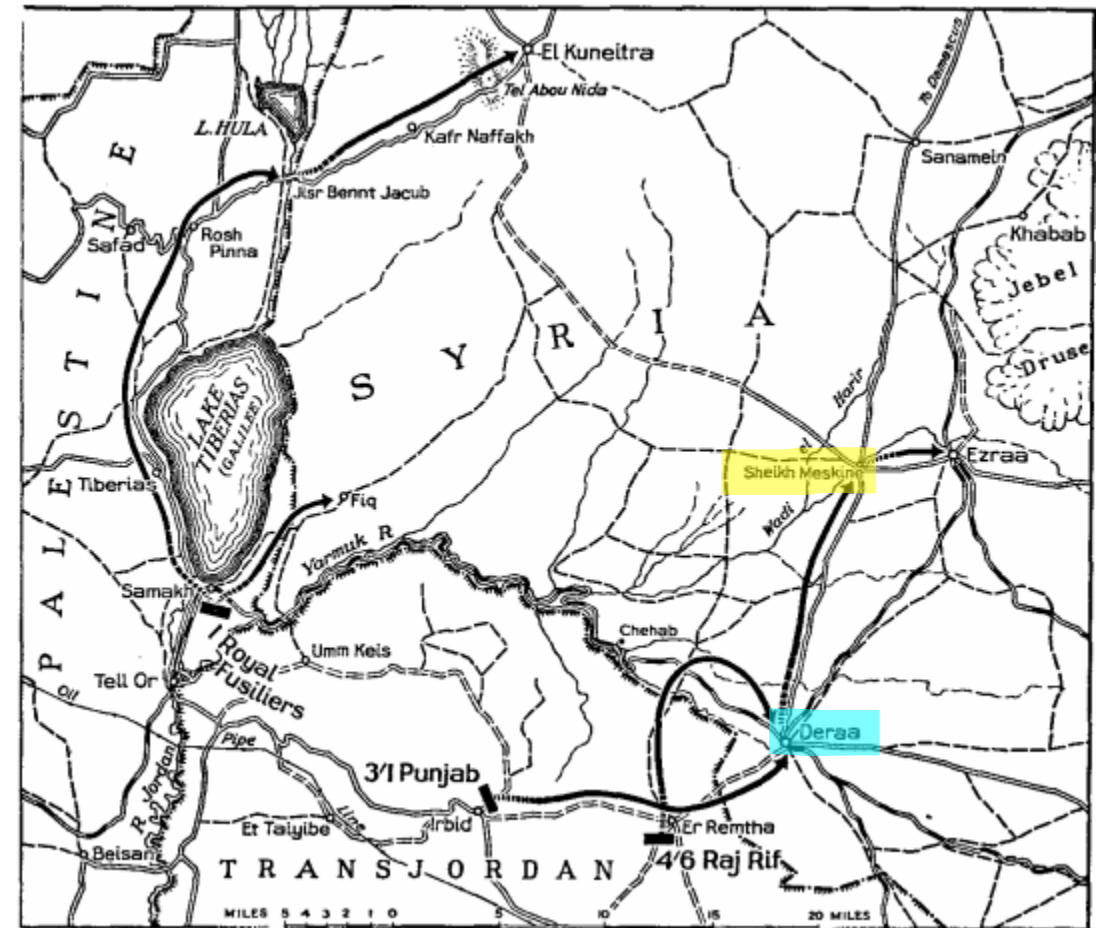 El Kuneitra
Tel Abou Nida
To Damascus
L. HULA
Kafr Naffakh
Sanamein
Jisr Bennt Jacub
Safad
Rosh
Pinna
Khabab
Jebel
Druse
PALESTINE
SYRIA
LAKE
TIBERIAS
(GALILEE)
Wadi el Harir
Sheikh Meskine
Ezraa
Tiberias
Fiq
Yarmuk R
Samakh
1 Royal
Fusiliers
Umm Keis
Chehab
Tell Or
Deraa
Oil Pipe Line
R Jordan
3/1 Punjab
Irbid
Et Taiyibe
Er Remtha
4/6 Raj Rif
Beisan
TRANSJORDAN
MILES 5 4 3 2 1 0 5 10 15 20 MILES